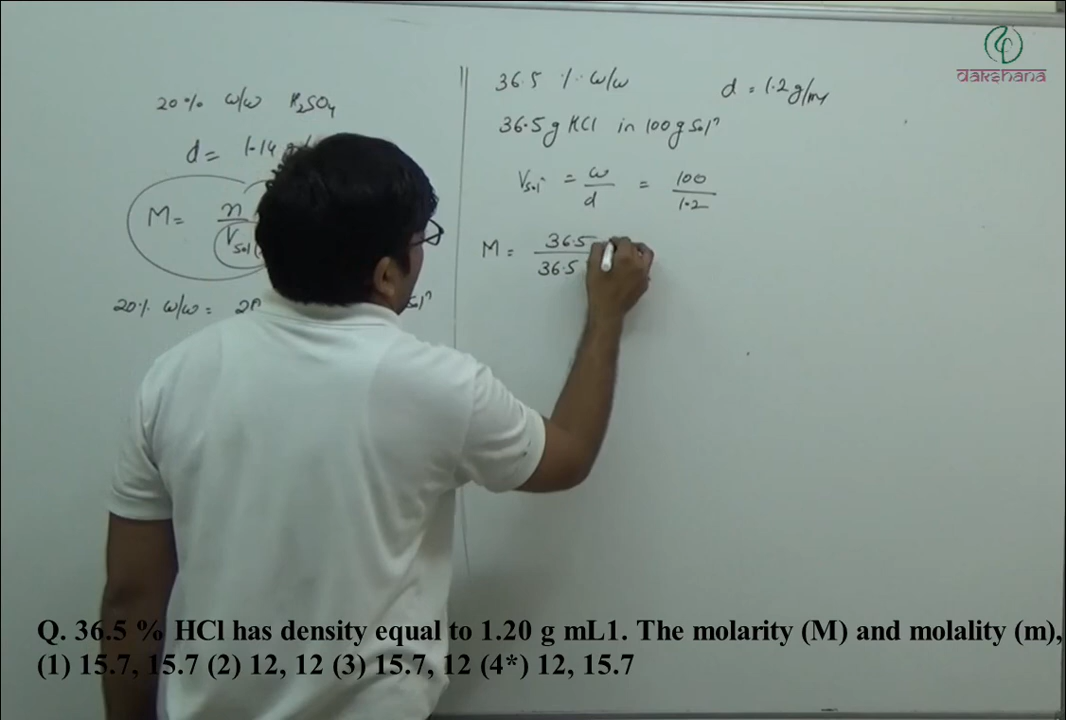 dakshana
20% w/w H₂SO₄
d = 1.14
M = n
V sol
20% w/w =
36.5 % w/w d = 1.2 g/ml
36.5 g HCl in 100 g solⁿ
V solⁿ = w/d = 100/1.2
M = 36.5
36.5
Q. 36.5 % HCl has density equal to 1.20 g mL1. The molarity (M) and molality (m),
(1) 15.7, 15.7 (2) 12, 12 (3) 15.7, 12 (4*) 12, 15.7